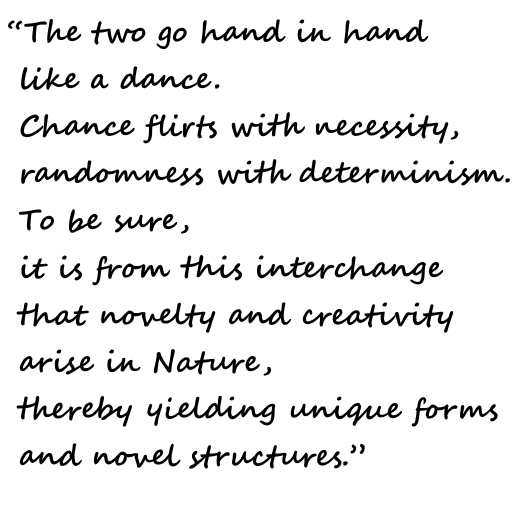 “The two go hand in hand
like a dance.
Chance flirts with necessity,
randomness with determinism.
To be sure,
it is from this interchange
that novelty and creativity
arise in Nature,
thereby yielding unique forms
and novel structures.”